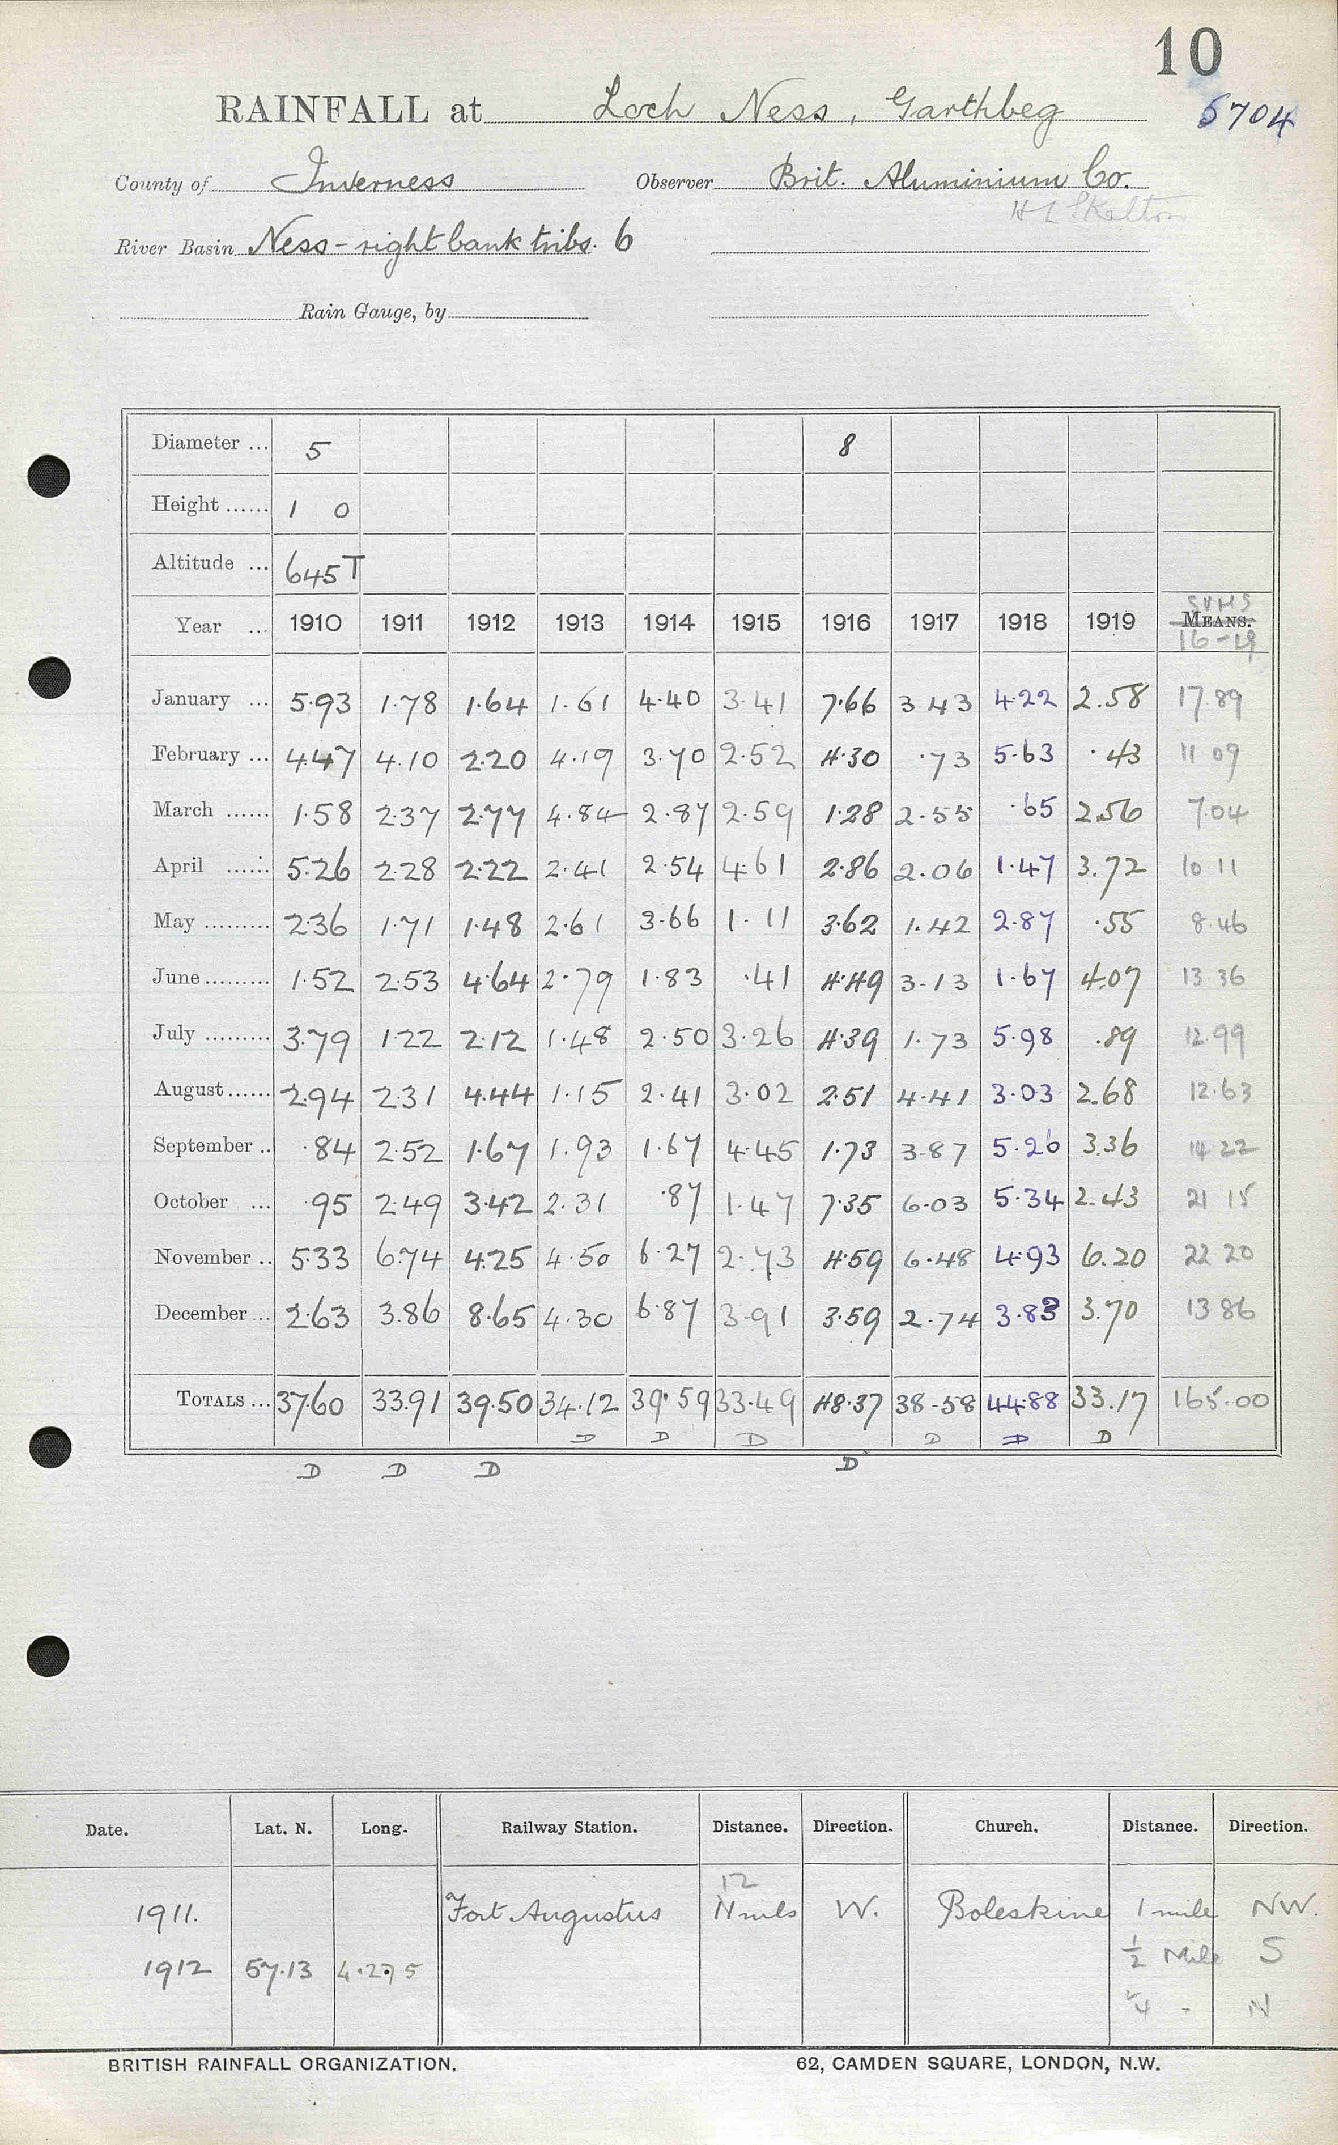 10
RAINFALL at Loch Ness, Garthbeg 5704
County of Inverness Observer Brit. Aluminium Co.
H L Skelton
River Basin Ness - right bank tribs. 6
Rain Gauge, by
Diameter ... 5 8
Height ...... 1 0
Altitude ... 645 T
SUMS
Year ... 1910 1911 1912 1913 1914 1915 1916 1917 1918 1919 MEANS.
16-19
January ... 5.93 1.78 1.64 1.61 4.40 3.41 7.66 3.43 4.22 2.58 17.89
February ... 4.47 4.10 2.20 4.19 3.70 2.52 4.30 .73 5.63 .43 11 09
March ...... 1.58 2.37 2.77 4.84 2.87 2.59 1.28 2.55 .65 2.56 7.04
April ...... 5.26 2.28 2.22 2.41 2.54 4.61 2.86 2.06 1.47 3.72 10 11
May ......... 2.36 1.71 1.48 2.61 3.66 1.11 3.62 1.42 2.87 .55 8.46
June ......... 1.52 2.53 4.64 2.79 1.83 .41 4.49 3.13 1.67 4.07 13 36
July ......... 3.79 1.22 2.12 1.48 2.50 3.26 4.39 1.73 5.98 .89 12.99
August ...... 2.94 2.31 4.44 1.15 2.41 3.02 2.51 4.41 3.03 2.68 12.63
September .. .84 2.52 1.67 1.93 1.67 4.45 1.73 3.87 5.26 3.36 14 22
October ... .95 2.49 3.42 2.31 .87 1.47 7.35 6.03 5.34 2.43 21 15
November .. 5.33 6.74 4.25 4.50 6.27 2.73 4.59 6.48 4.93 6.20 22 20
December ... 2.63 3.86 8.65 4.30 6.87 3.91 3.59 2.74 3.83 3.70 13 86
TOTALS ... 37.60 33.91 39.50 34.12 39.59 33.49 48.37 38.58 44.88 33.17 165.00
D D D D D D
D D D D
Date. Lat. N. Long. Railway Station. Distance. Direction. Church. Distance. Direction.
12
1911. Fort Augustus 11 mls W. Boleskine 1 mile NW.
1912 57.13 4.27 5 ½ Mile S
¼ - N
BRITISH RAINFALL ORGANIZATION. 62, CAMDEN SQUARE, LONDON, N.W.